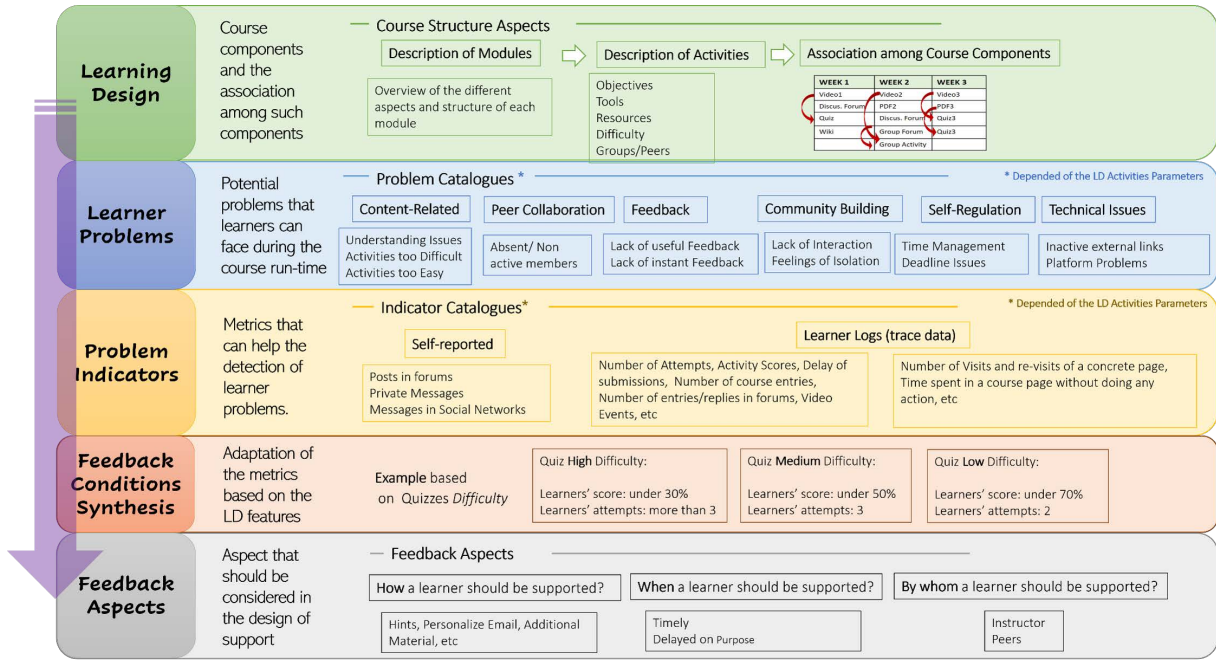 Learning
Design
Course
components
and the
association
among such
components
Course Structure Aspects
Description of Modules
Description of Activities
Association among Course Components
Overview of the different
aspects and structure of each
module
Objectives
Tools
Resources
Difficulty
Groups/Peers
WEEK 1 WEEK 2 WEEK 3
Video1 Video2 Video3
Discus. Forum PDF2 PDF3
Quiz Discus. Forum Quiz3
Wiki Group Forum Quiz3
Group Activity
Learner
Problems
Potential
problems that
learners can
face during the
course run-time
Problem Catalogues *
* Depended of the LD Activities Parameters
Content-Related
Peer Collaboration
Feedback
Community Building
Self-Regulation
Technical Issues
Understanding Issues
Activities too Difficult
Activities too Easy
Absent/ Non
active members
Lack of useful Feedback
Lack of instant Feedback
Lack of Interaction
Feelings of Isolation
Time Management
Deadline Issues
Inactive external links
Platform Problems
Problem
Indicators
Metrics that
can help the
detection of
learner
problems.
Indicator Catalogues*
* Depended of the LD Activities Parameters
Self-reported
Learner Logs (trace data)
Posts in forums
Private Messages
Messages in Social Networks
Number of Attempts, Activity Scores, Delay of
submissions, Number of course entries,
Number of entries/replies in forums, Video
Events, etc
Number of Visits and re-visits of a concrete page,
Time spent in a course page without doing any
action, etc
Feedback
Conditions
Synthesis
Adaptation of
the metrics
based on the
LD features
Example based
on Quizzes Difficulty
Quiz High Difficulty:
Learners' score: under 30%
Learners' attempts: more than 3
Quiz Medium Difficulty:
Learners' score: under 50%
Learners' attempts: 3
Quiz Low Difficulty:
Learners' score: under 70%
Learners' attempts: 2
Feedback
Aspects
Aspect that
should be
considered in
the design of
support
Feedback Aspects
How a learner should be supported?
When a learner should be supported?
By whom a learner should be supported?
Hints, Personalize Email, Additional
Material, etc
Timely
Delayed on Purpose
Instructor
Peers